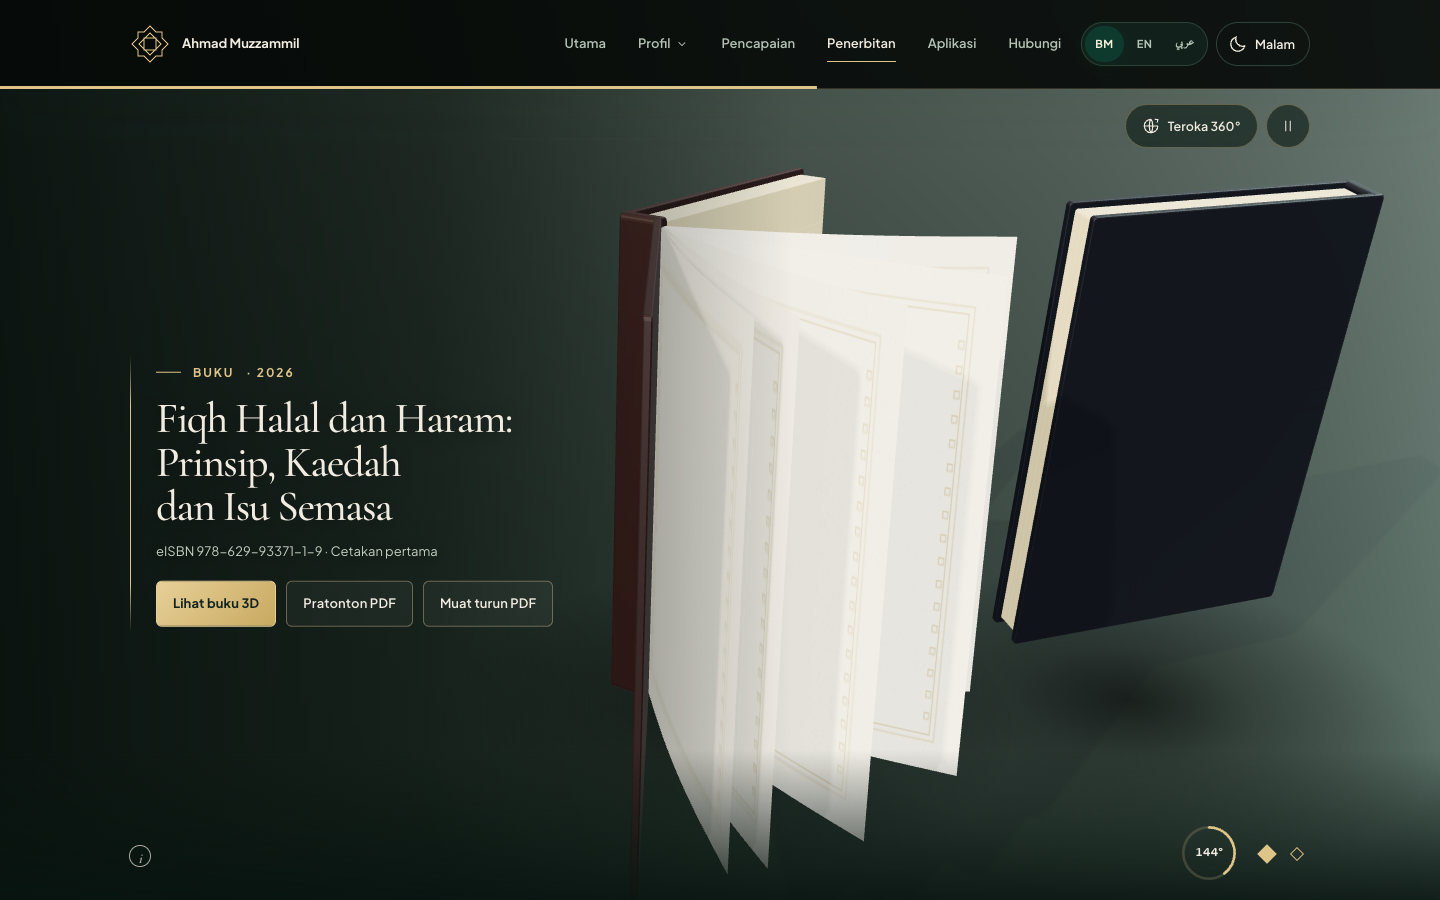 Ahmad Muzzammil
Utama
Profil
Pencapaian
Penerbitan
Aplikasi
Hubungi
BM
EN
عربي
Malam
Teroka 360°
BUKU · 2026
Fiqh Halal dan Haram:
Prinsip, Kaedah
dan Isu Semasa
eISBN 978-629-93371-1-9 · Cetakan pertama
Lihat buku 3D
Pratonton PDF
Muat turun PDF
i
144°